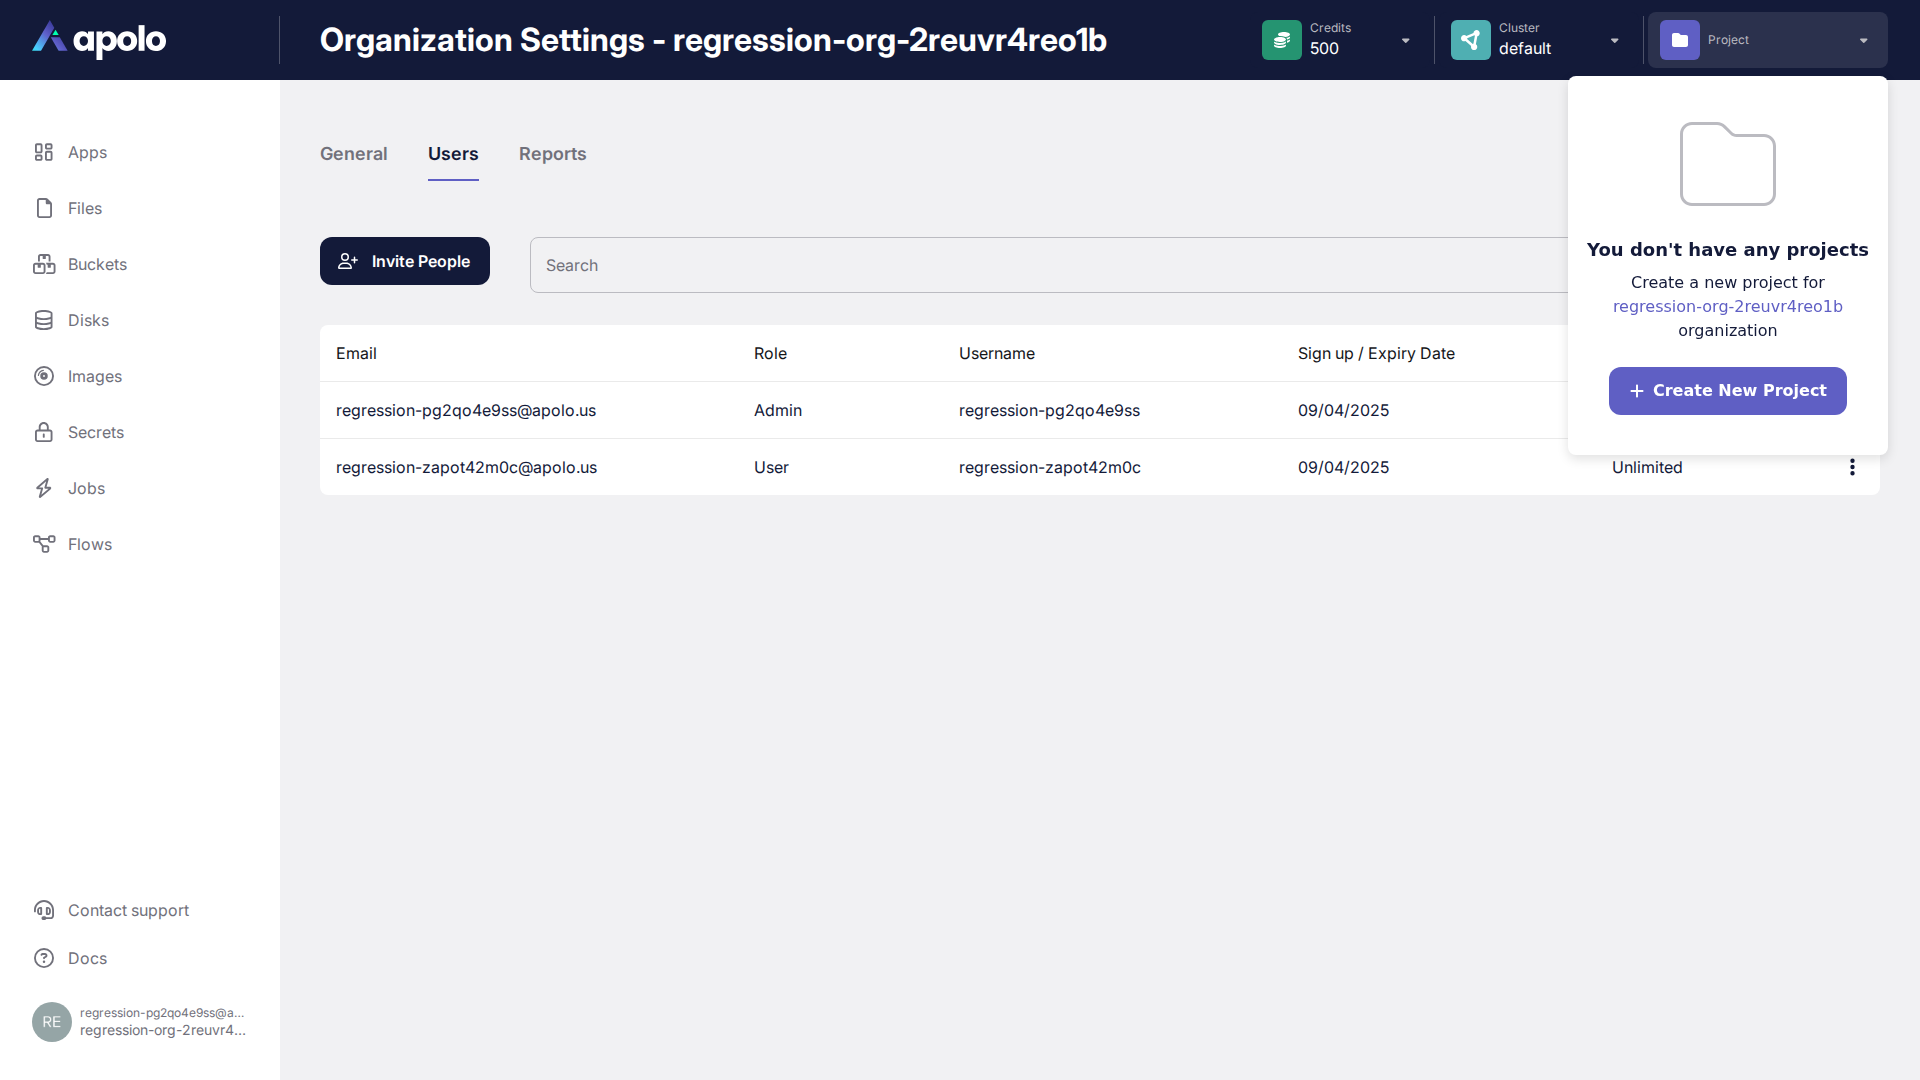 apolo
Organization Settings - regression-org-2reuvr4reo1b
Credits
500
Cluster
default
Project
Apps
Files
Buckets
Disks
Images
Secrets
Jobs
Flows
Contact support
Docs
RE
regression-pg2qo4e9ss@a...
regression-org-2reuvr4...
General
Users
Reports
Invite People
Search
Email
Role
Username
Sign up / Expiry Date
regression-pg2qo4e9ss@apolo.us
Admin
regression-pg2qo4e9ss
09/04/2025
regression-zapot42m0c@apolo.us
User
regression-zapot42m0c
09/04/2025
Unlimited
You don't have any projects
Create a new project for
regression-org-2reuvr4reo1b
organization
Create New Project